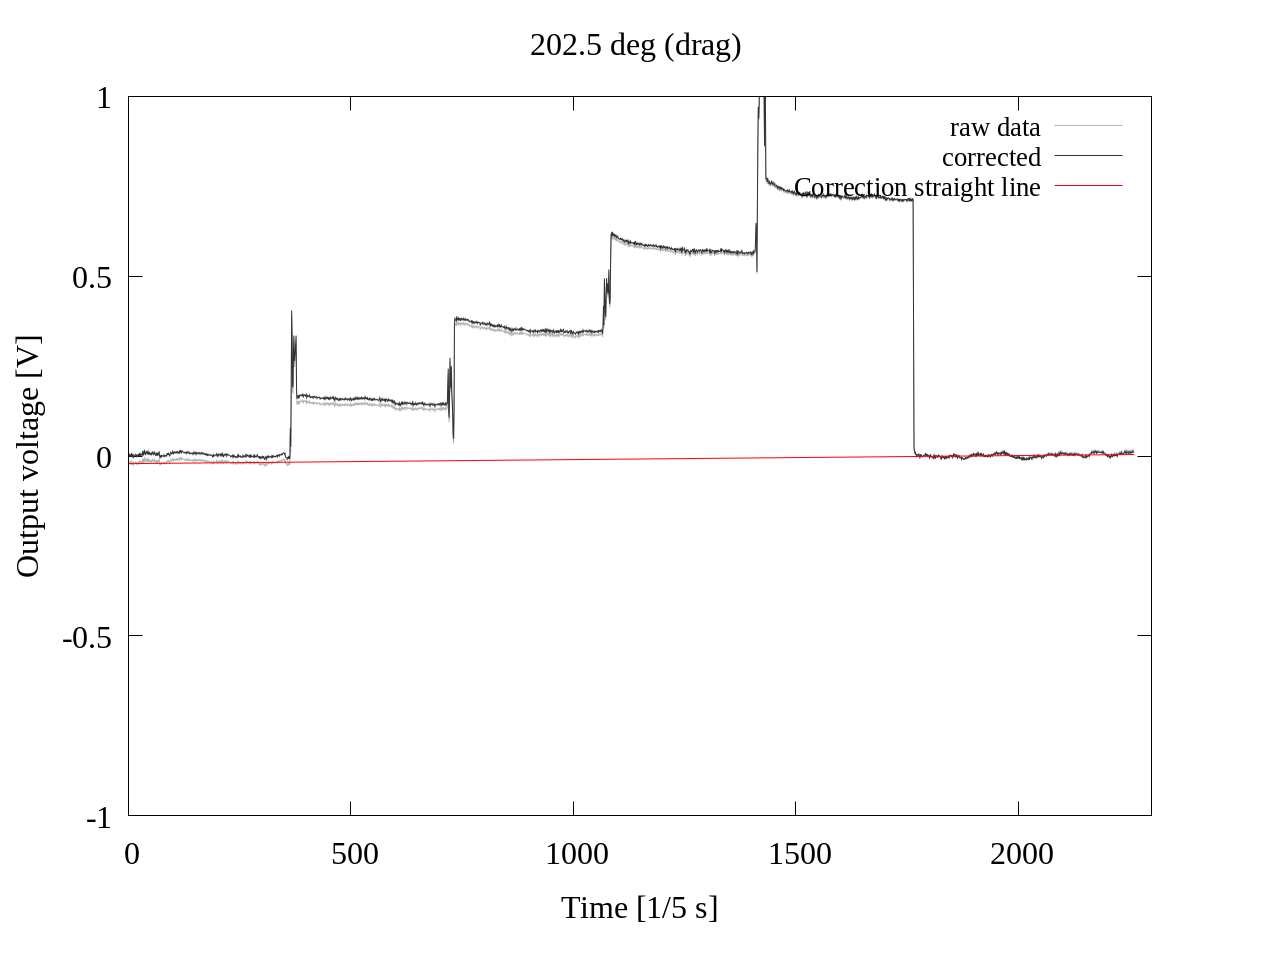 202.5 deg (drag)
1
raw data
corrected
Correction straight line
0.5
0
-0.5
-1
Output voltage [V]
0 500 1000 1500 2000
Time [1/5 s]